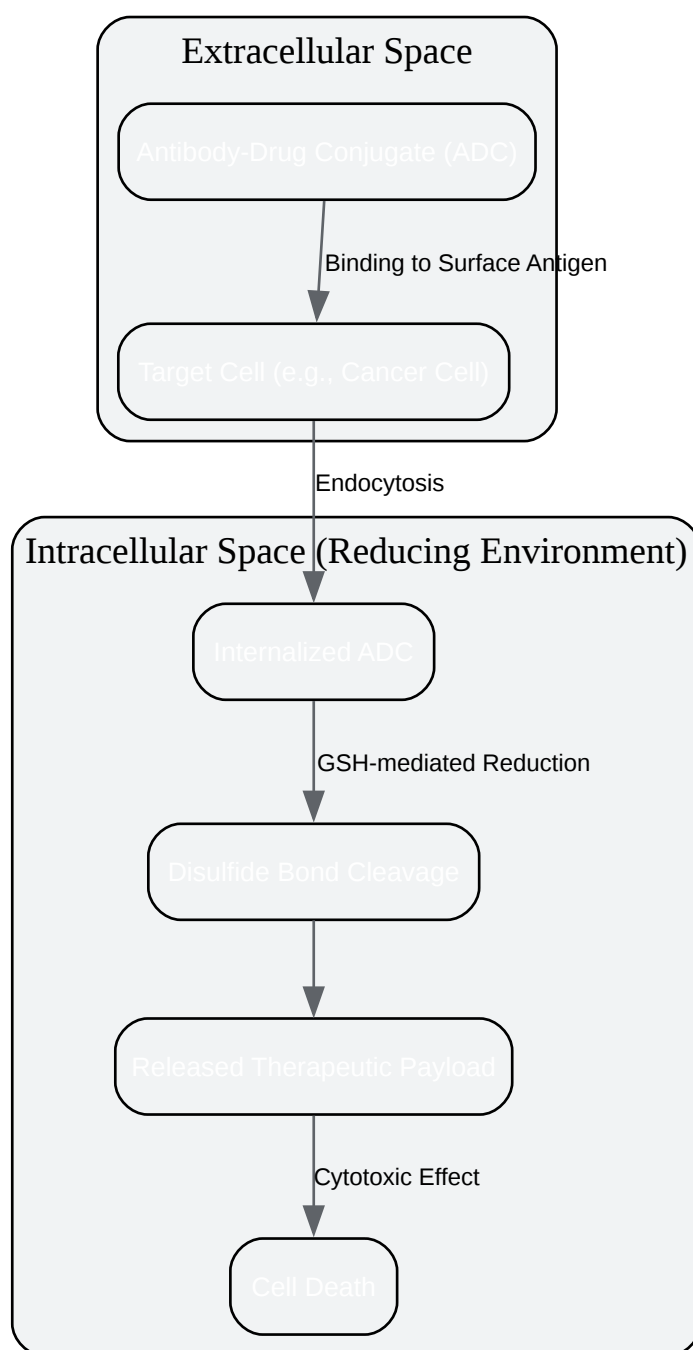 Extracellular Space
Antibody-Drug Conjugate (ADC)
Binding to Surface Antigen
Target Cell (e.g., Cancer Cell)
Endocytosis
Intracellular Space (Reducing Environment)
Internalized ADC
GSH-mediated Reduction
Disulfide Bond Cleavage
Released Therapeutic Payload
Cytotoxic Effect
Cell Death